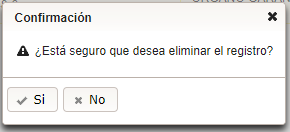 Confirmación
¿Está seguro que desea eliminar el registro?
Si
No